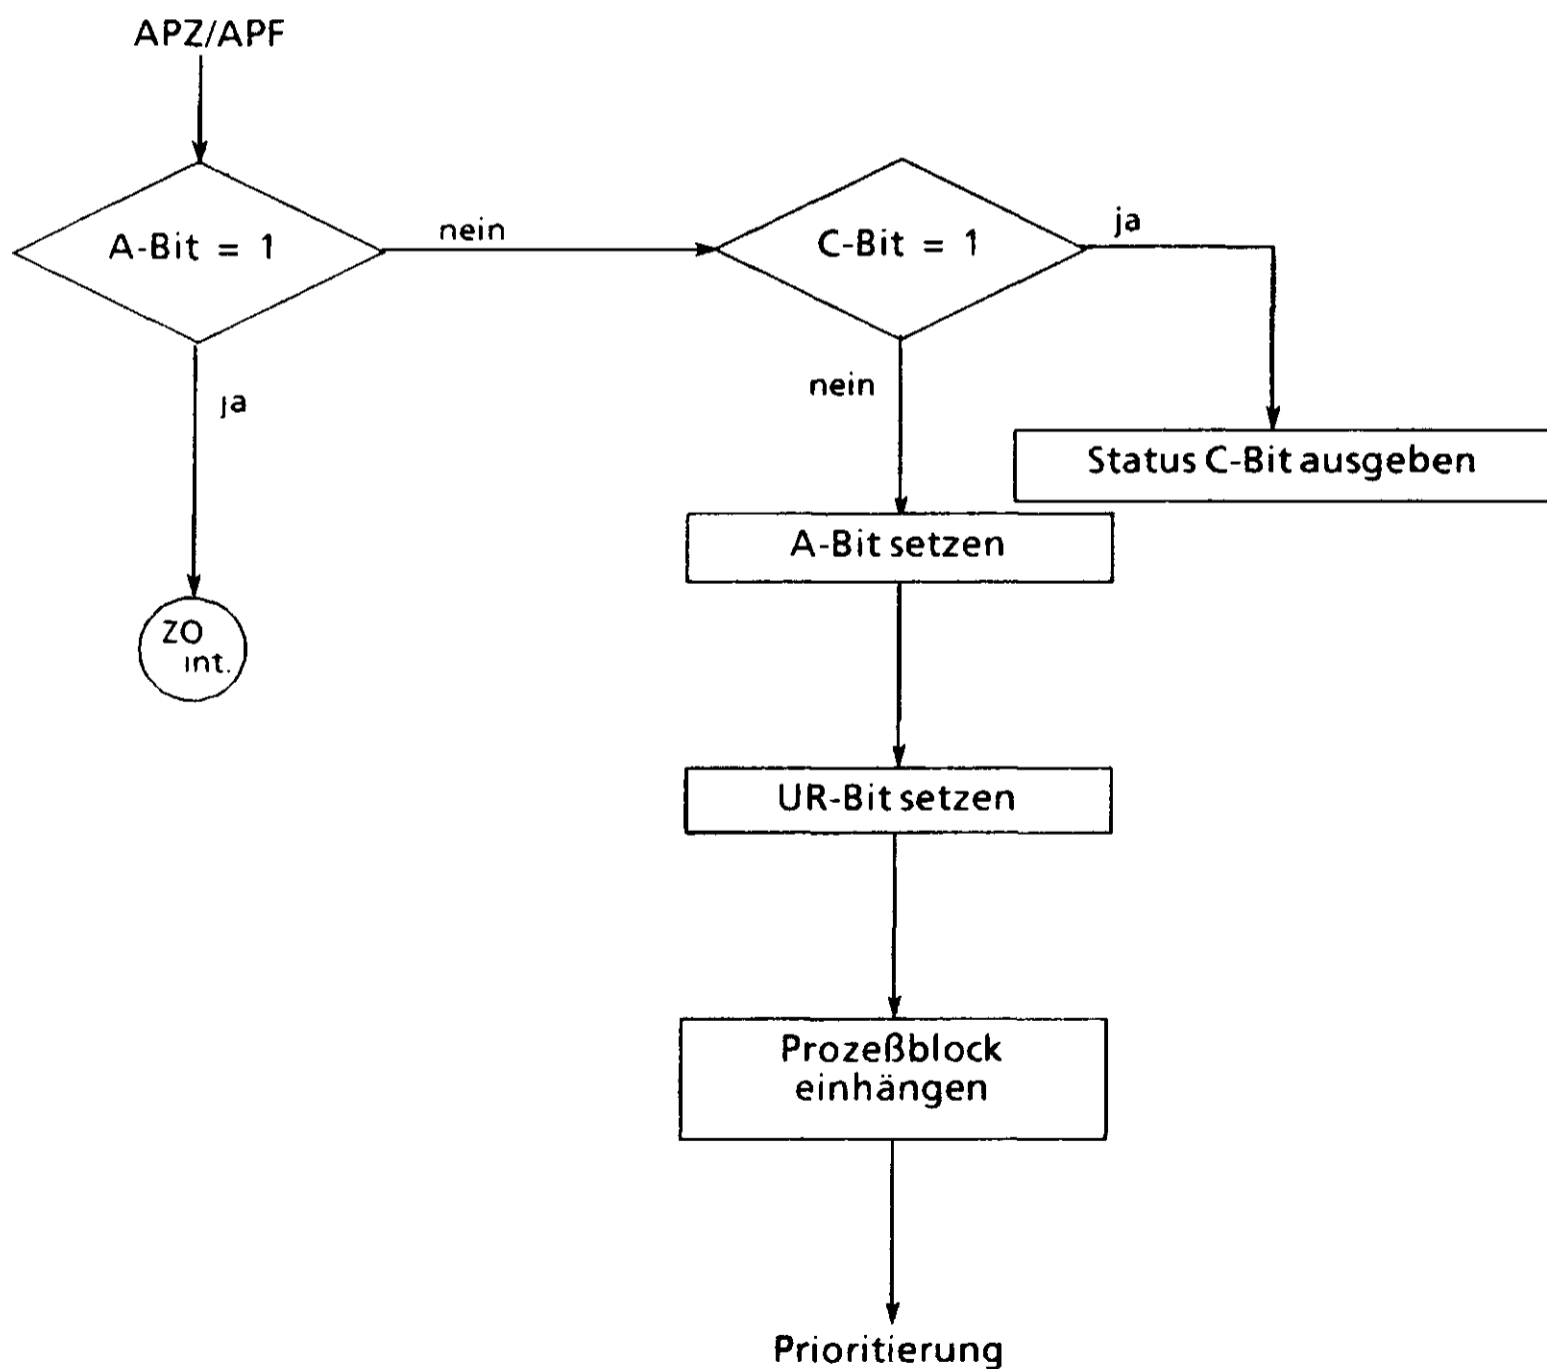 APZ/APF
A-Bit = 1
nein
C-Bit = 1
ja
ja
nein
Status C-Bit ausgeben
A-Bit setzen
ZO
int.
UR-Bit setzen
Prozeßblock
einhängen
Prioritierung